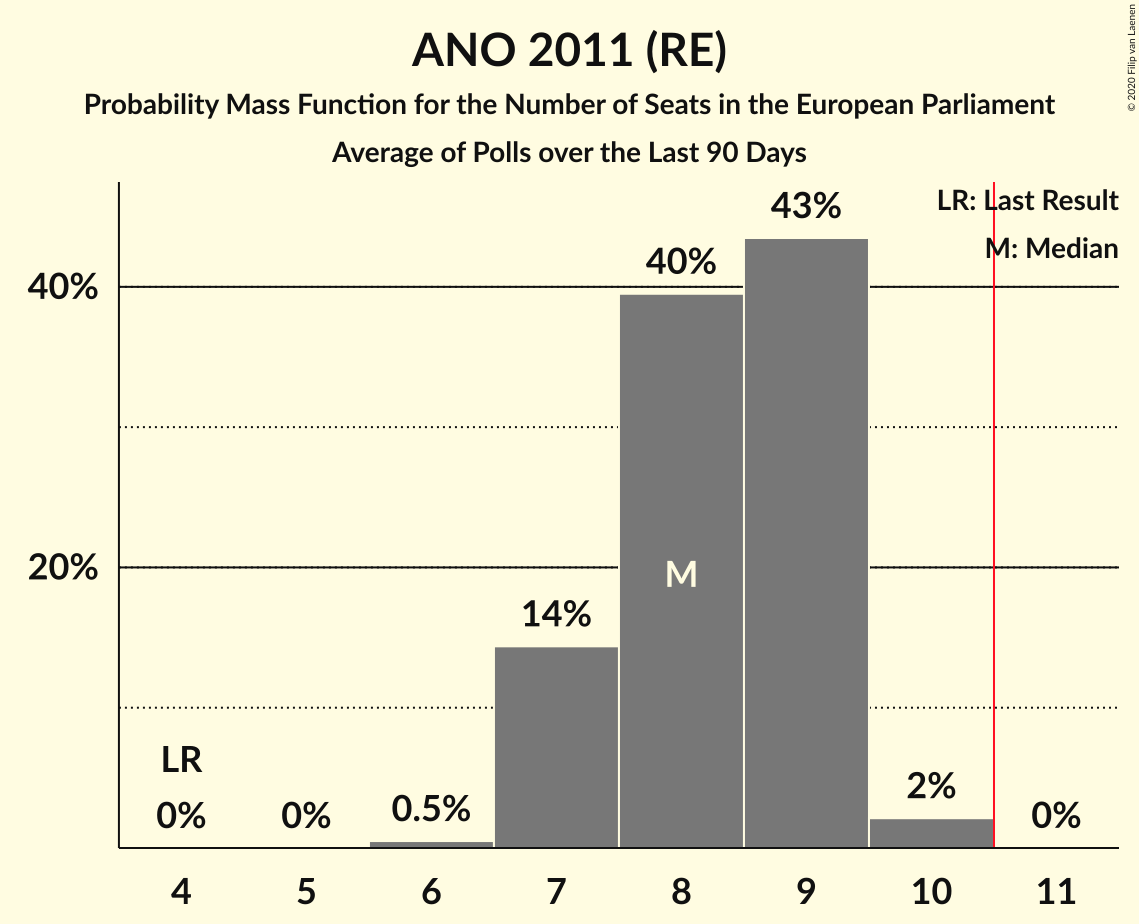 ANO 2011 (RE)
Probability Mass Function for the Number of Seats in the European Parliament
Average of Polls over the Last 90 Days
© 2020 Filip van Laenen
LR: Last Result
M: Median
43%
40%
40%
M
20%
14%
LR
0%
0%
0.5%
2%
0%
4 5 6 7 8 9 10 11